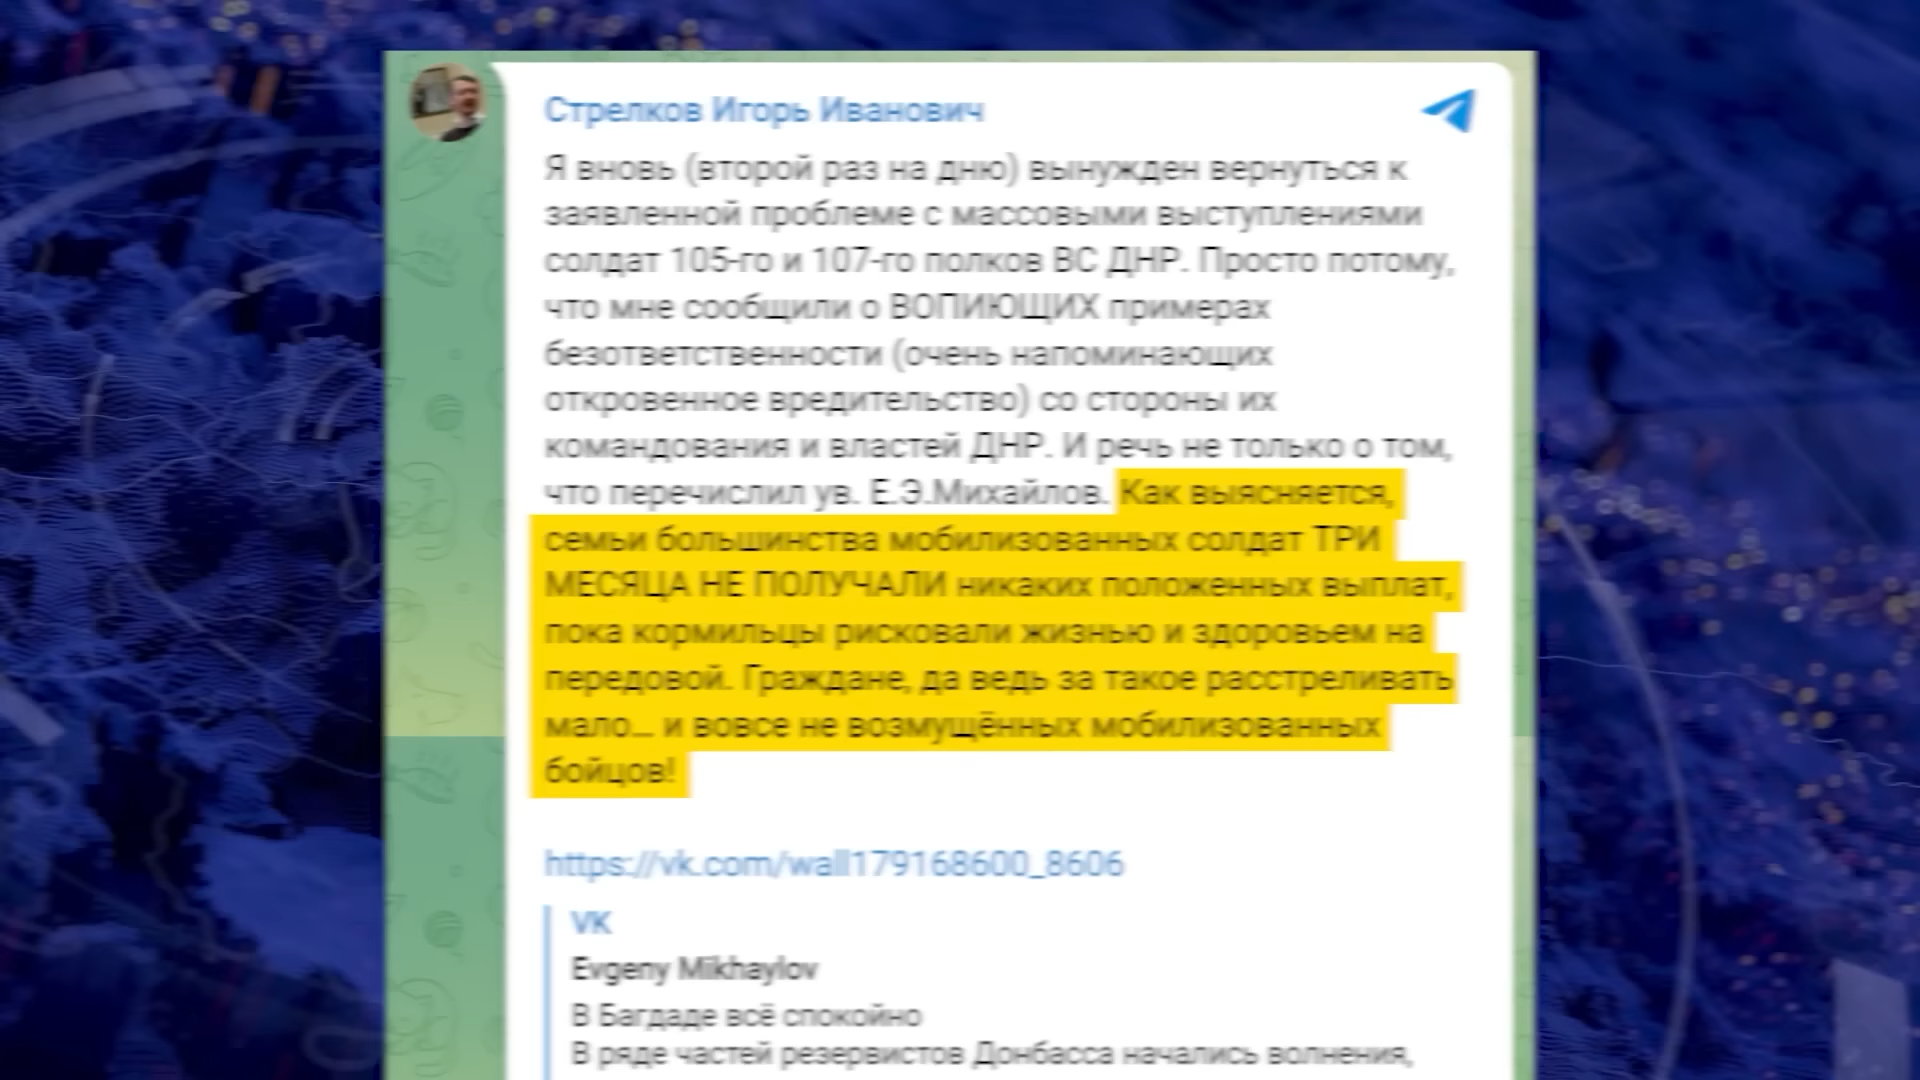 Стрелков Игорь Иванович
Я вновь (второй раз на дню) вынужден вернуться к
заявленной проблеме с массовыми выступлениями
солдат 105-го и 107-го полков ВС ДНР. Просто потому,
что мне сообщили о ВОПИЮЩИХ примерах
безответственности (очень напоминающих
откровенное вредительство) со стороны их
командования и властей ДНР. И речь не только о том,
что перечислил ув. Е.Э.Михайлов. Как выясняется,
семьи большинства мобилизованных солдат ТРИ
МЕСЯЦА НЕ ПОЛУЧАЛИ никаких положенных выплат,
пока кормильцы рисковали жизнью и здоровьем на
передовой. Граждане, да ведь за такое расстреливать
мало... и вовсе не возмущённых мобилизованных
бойцов!
https://vk.com/wall179168600_8606
VK
Evgeny Mikhaylov
В Багдаде всё спокойно
В ряде частей резервистов Донбасса начались волнения,